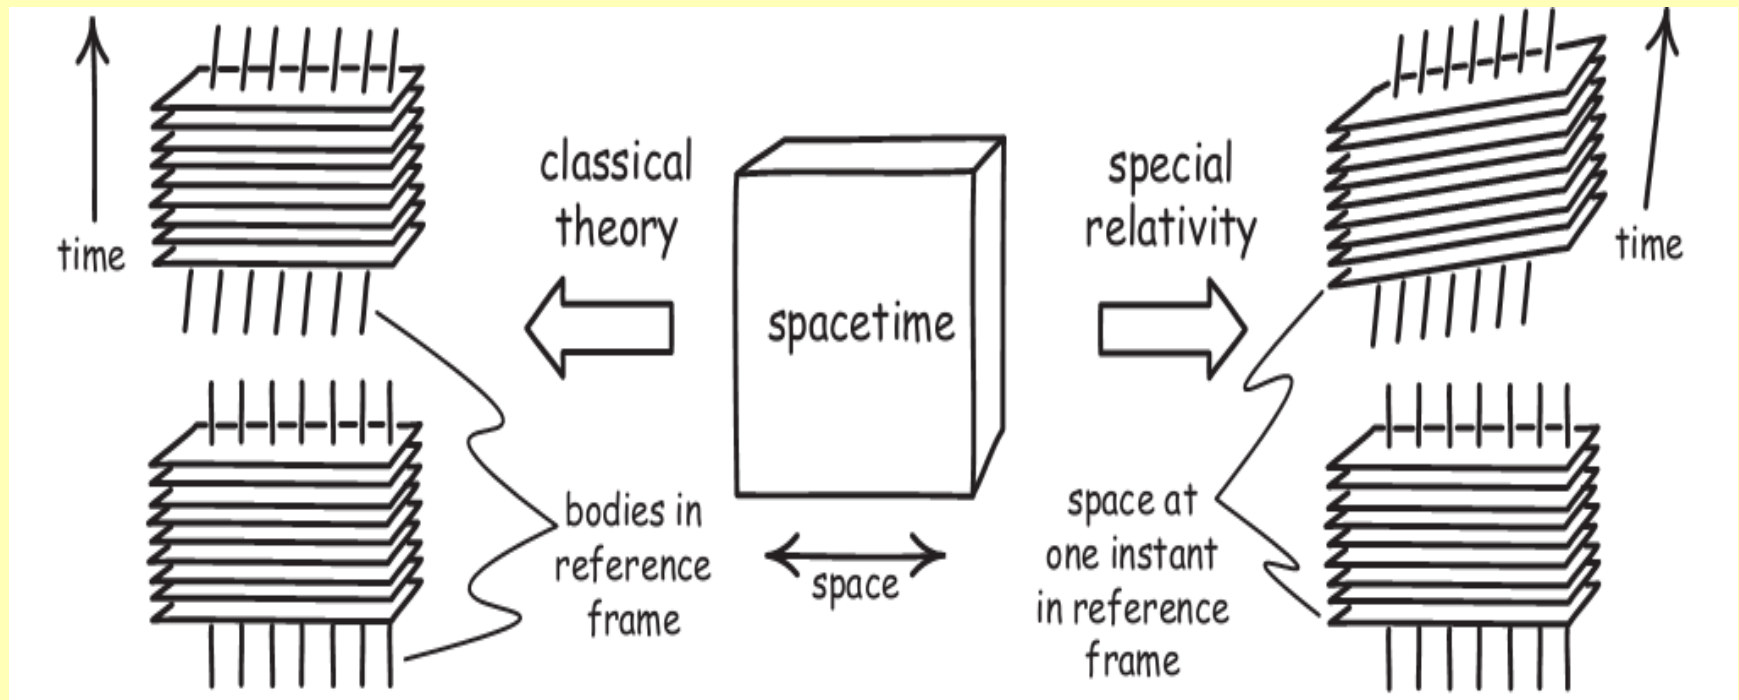 time
classical
theory
bodies in
reference
frame
spacetime
space
special
relativity
space at
one instant
in reference
frame
time